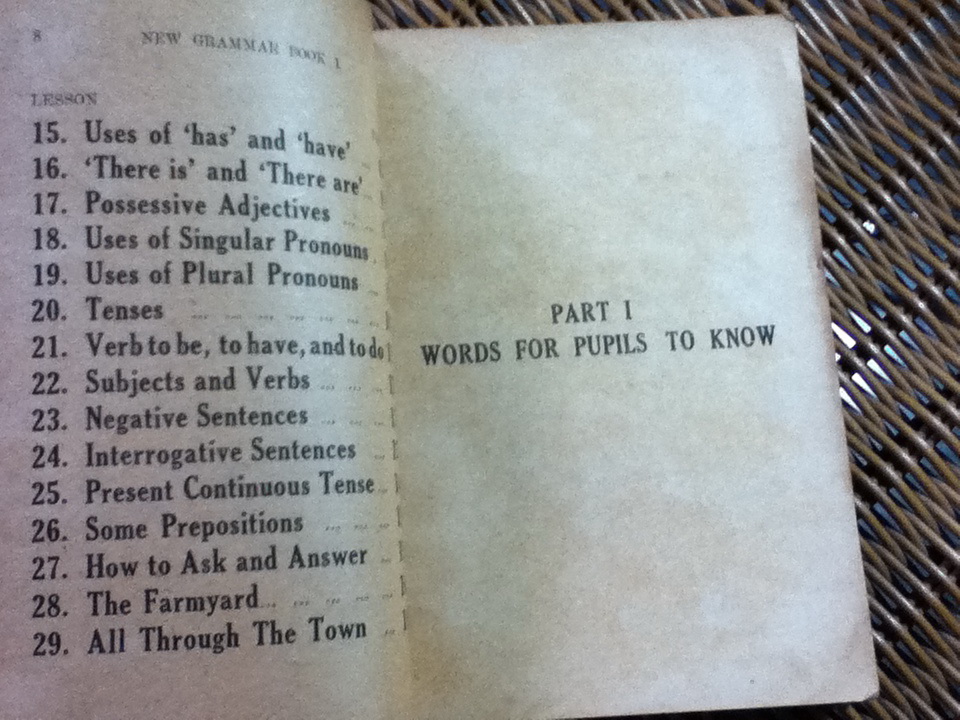 8 NEW GRAMMAR BOOK 1
LESSON
15. Uses of ‘has’ and ‘have’
16. ‘There is’ and ‘There are’
17. Possessive Adjectives
18. Uses of Singular Pronouns
19. Uses of Plural Pronouns
20. Tenses
21. Verb to be, to have, and to do
22. Subjects and Verbs
23. Negative Sentences
24. Interrogative Sentences
25. Present Continuous Tense
26. Some Prepositions
27. How to Ask and Answer
28. The Farmyard
29. All Through The Town
PART I
WORDS FOR PUPILS TO KNOW